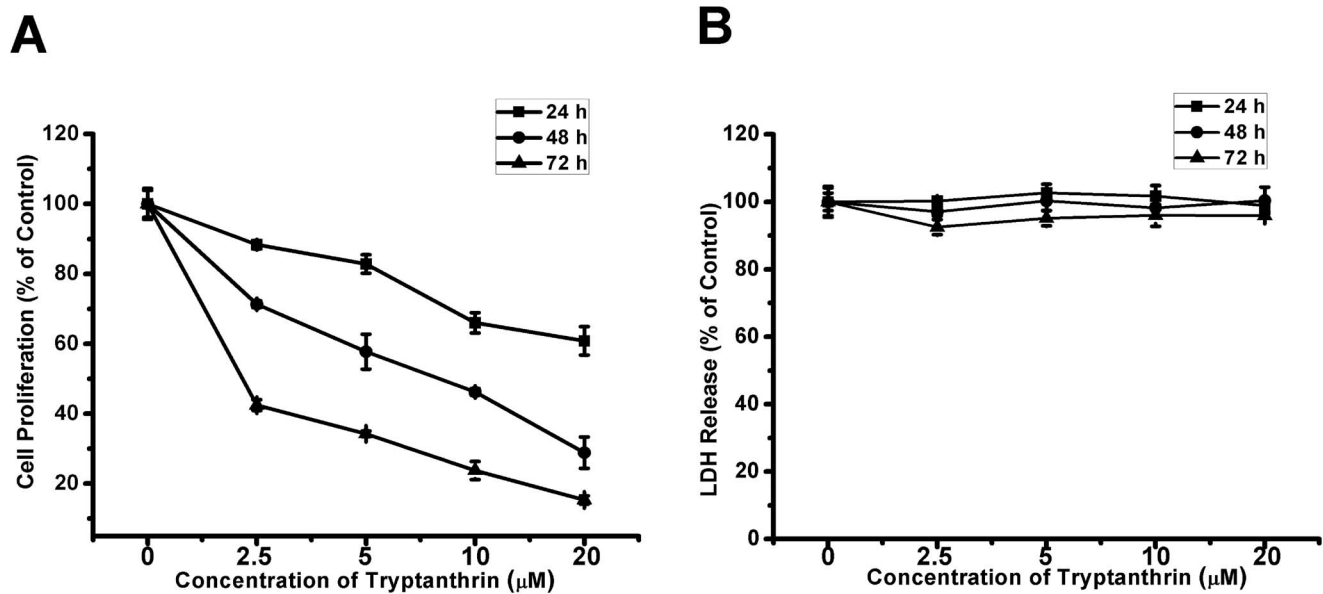 A
24 h
48 h
72 h
Cell Proliferation (% of Control)
120
100
80
60
40
20
0 2.5 5 10 20
Concentration of Tryptanthrin (μM)
B
24 h
48 h
72 h
LDH Release (% of Control)
120
100
80
60
40
20
0
0 2.5 5 10 20
Concentration of Tryptanthrin (μM)